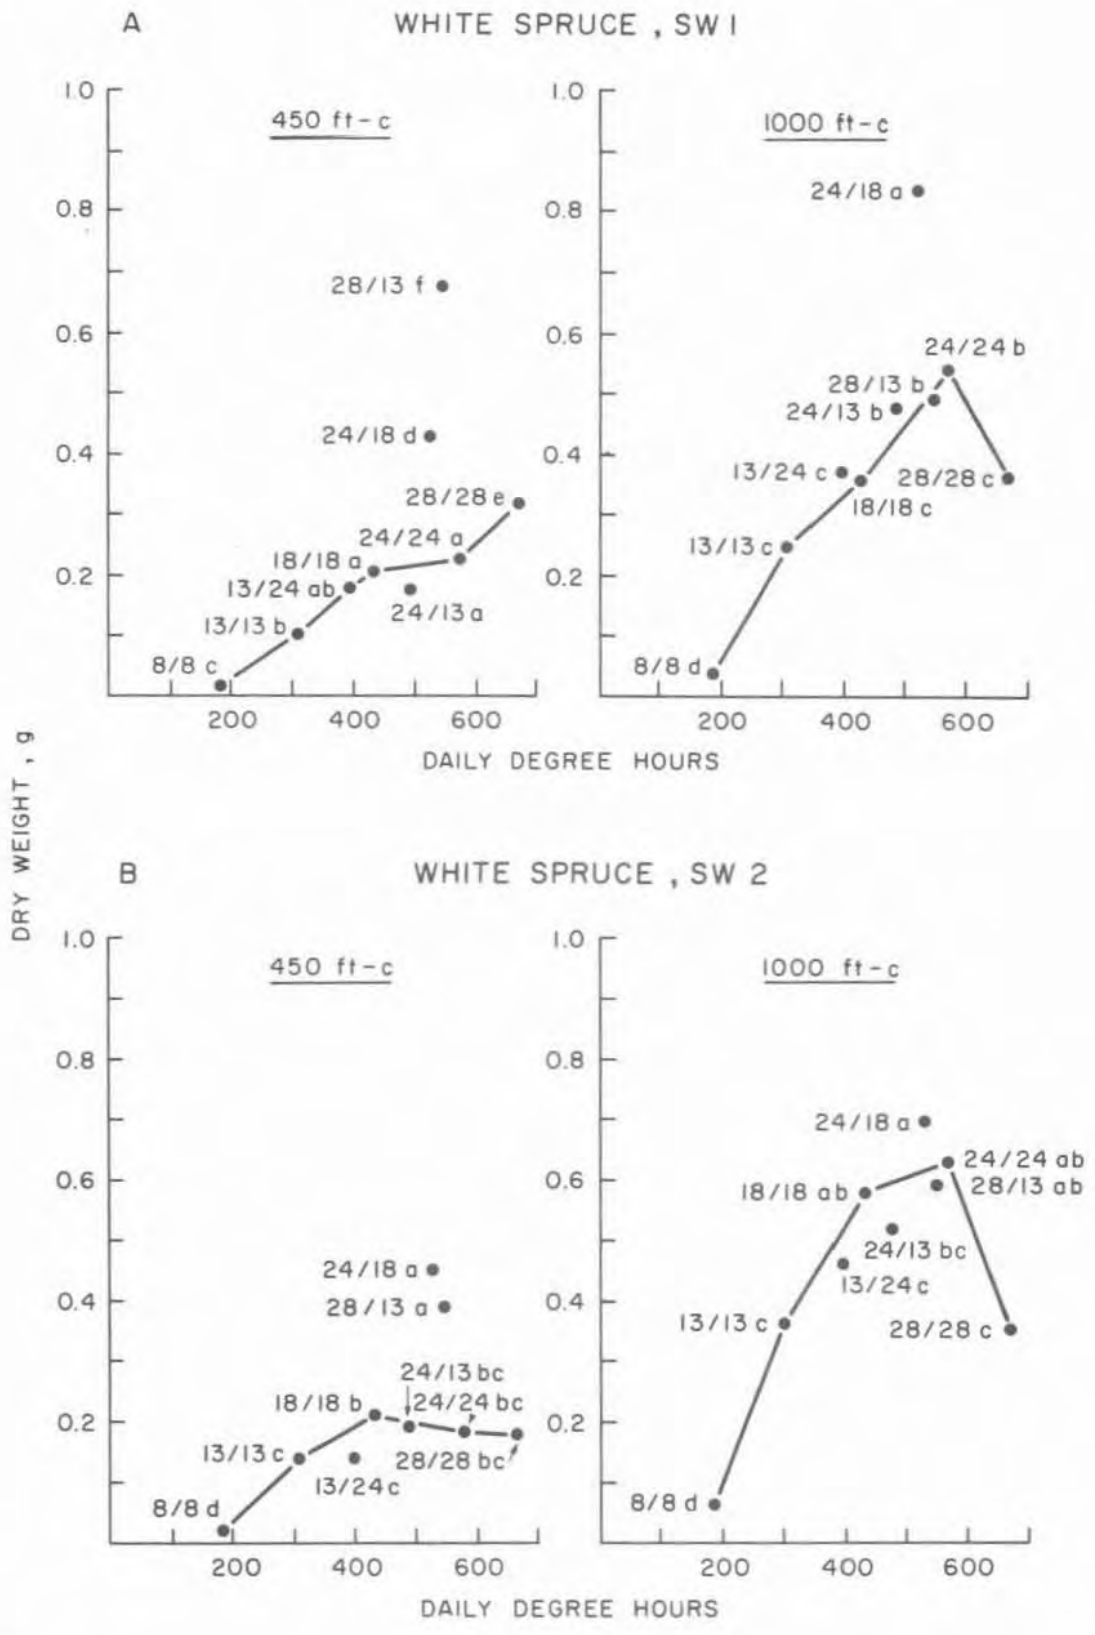 A WHITE SPRUCE , SW 1
450 ft-c
1.0
0.8
0.6
0.4
0.2
28/13 f
24/18 d
28/28 e
24/24 a
18/18 a
13/24 ab
24/13 a
13/13 b
8/8 c
200 400 600
1000 ft-c
1.0
0.8
0.6
0.4
0.2
24/18 a
24/24 b
28/13 b
24/13 b
13/24 c
28/28 c
18/18 c
13/13 c
8/8 d
200 400 600
DAILY DEGREE HOURS
DRY WEIGHT , g
B WHITE SPRUCE , SW 2
450 ft-c
1.0
0.8
0.6
0.4
0.2
24/18 a
28/13 a
24/13 bc
18/18 b
24/24 bc
13/13 c
28/28 bc
13/24 c
8/8 d
200 400 600
1000 ft-c
1.0
0.8
0.6
0.4
0.2
24/18 a
24/24 ab
18/18 ab
28/13 ab
24/13 bc
13/24 c
13/13 c
28/28 c
8/8 d
200 400 600
DAILY DEGREE HOURS